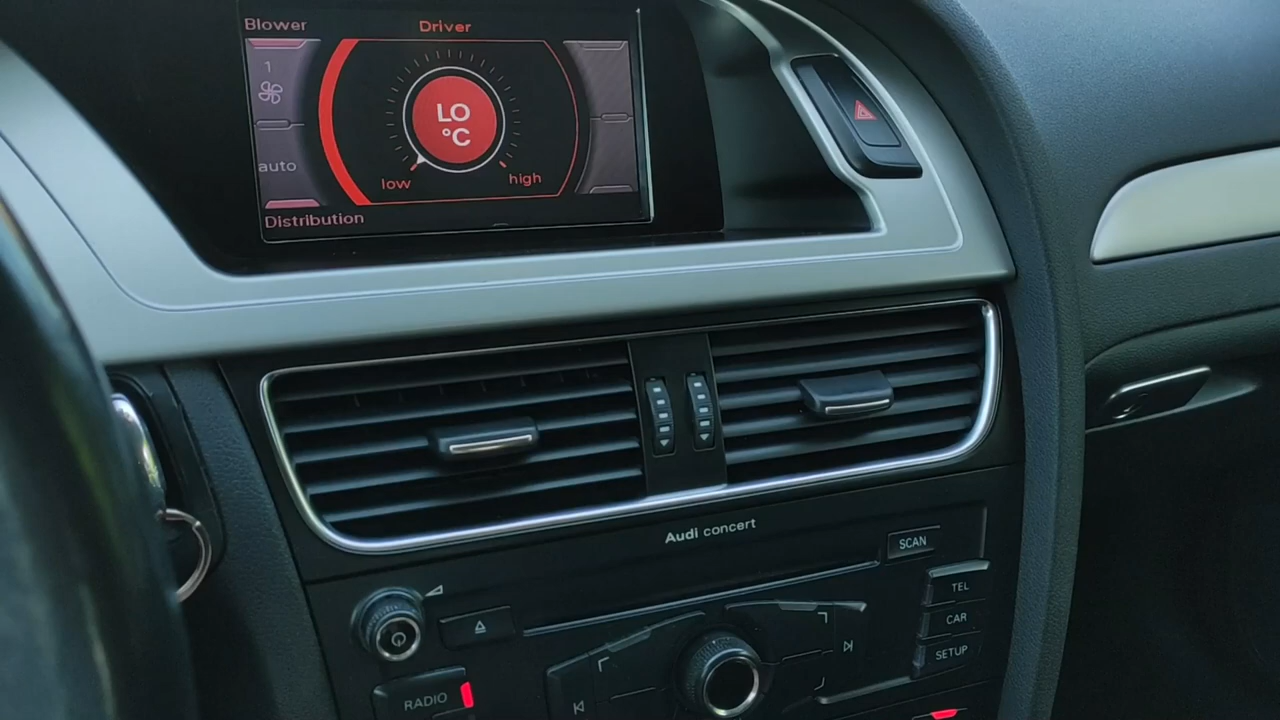 Blower
Driver
1
LO
°C
auto
low
high
Distribution
Audi concert
SCAN
TEL
CAR
SETUP
RADIO